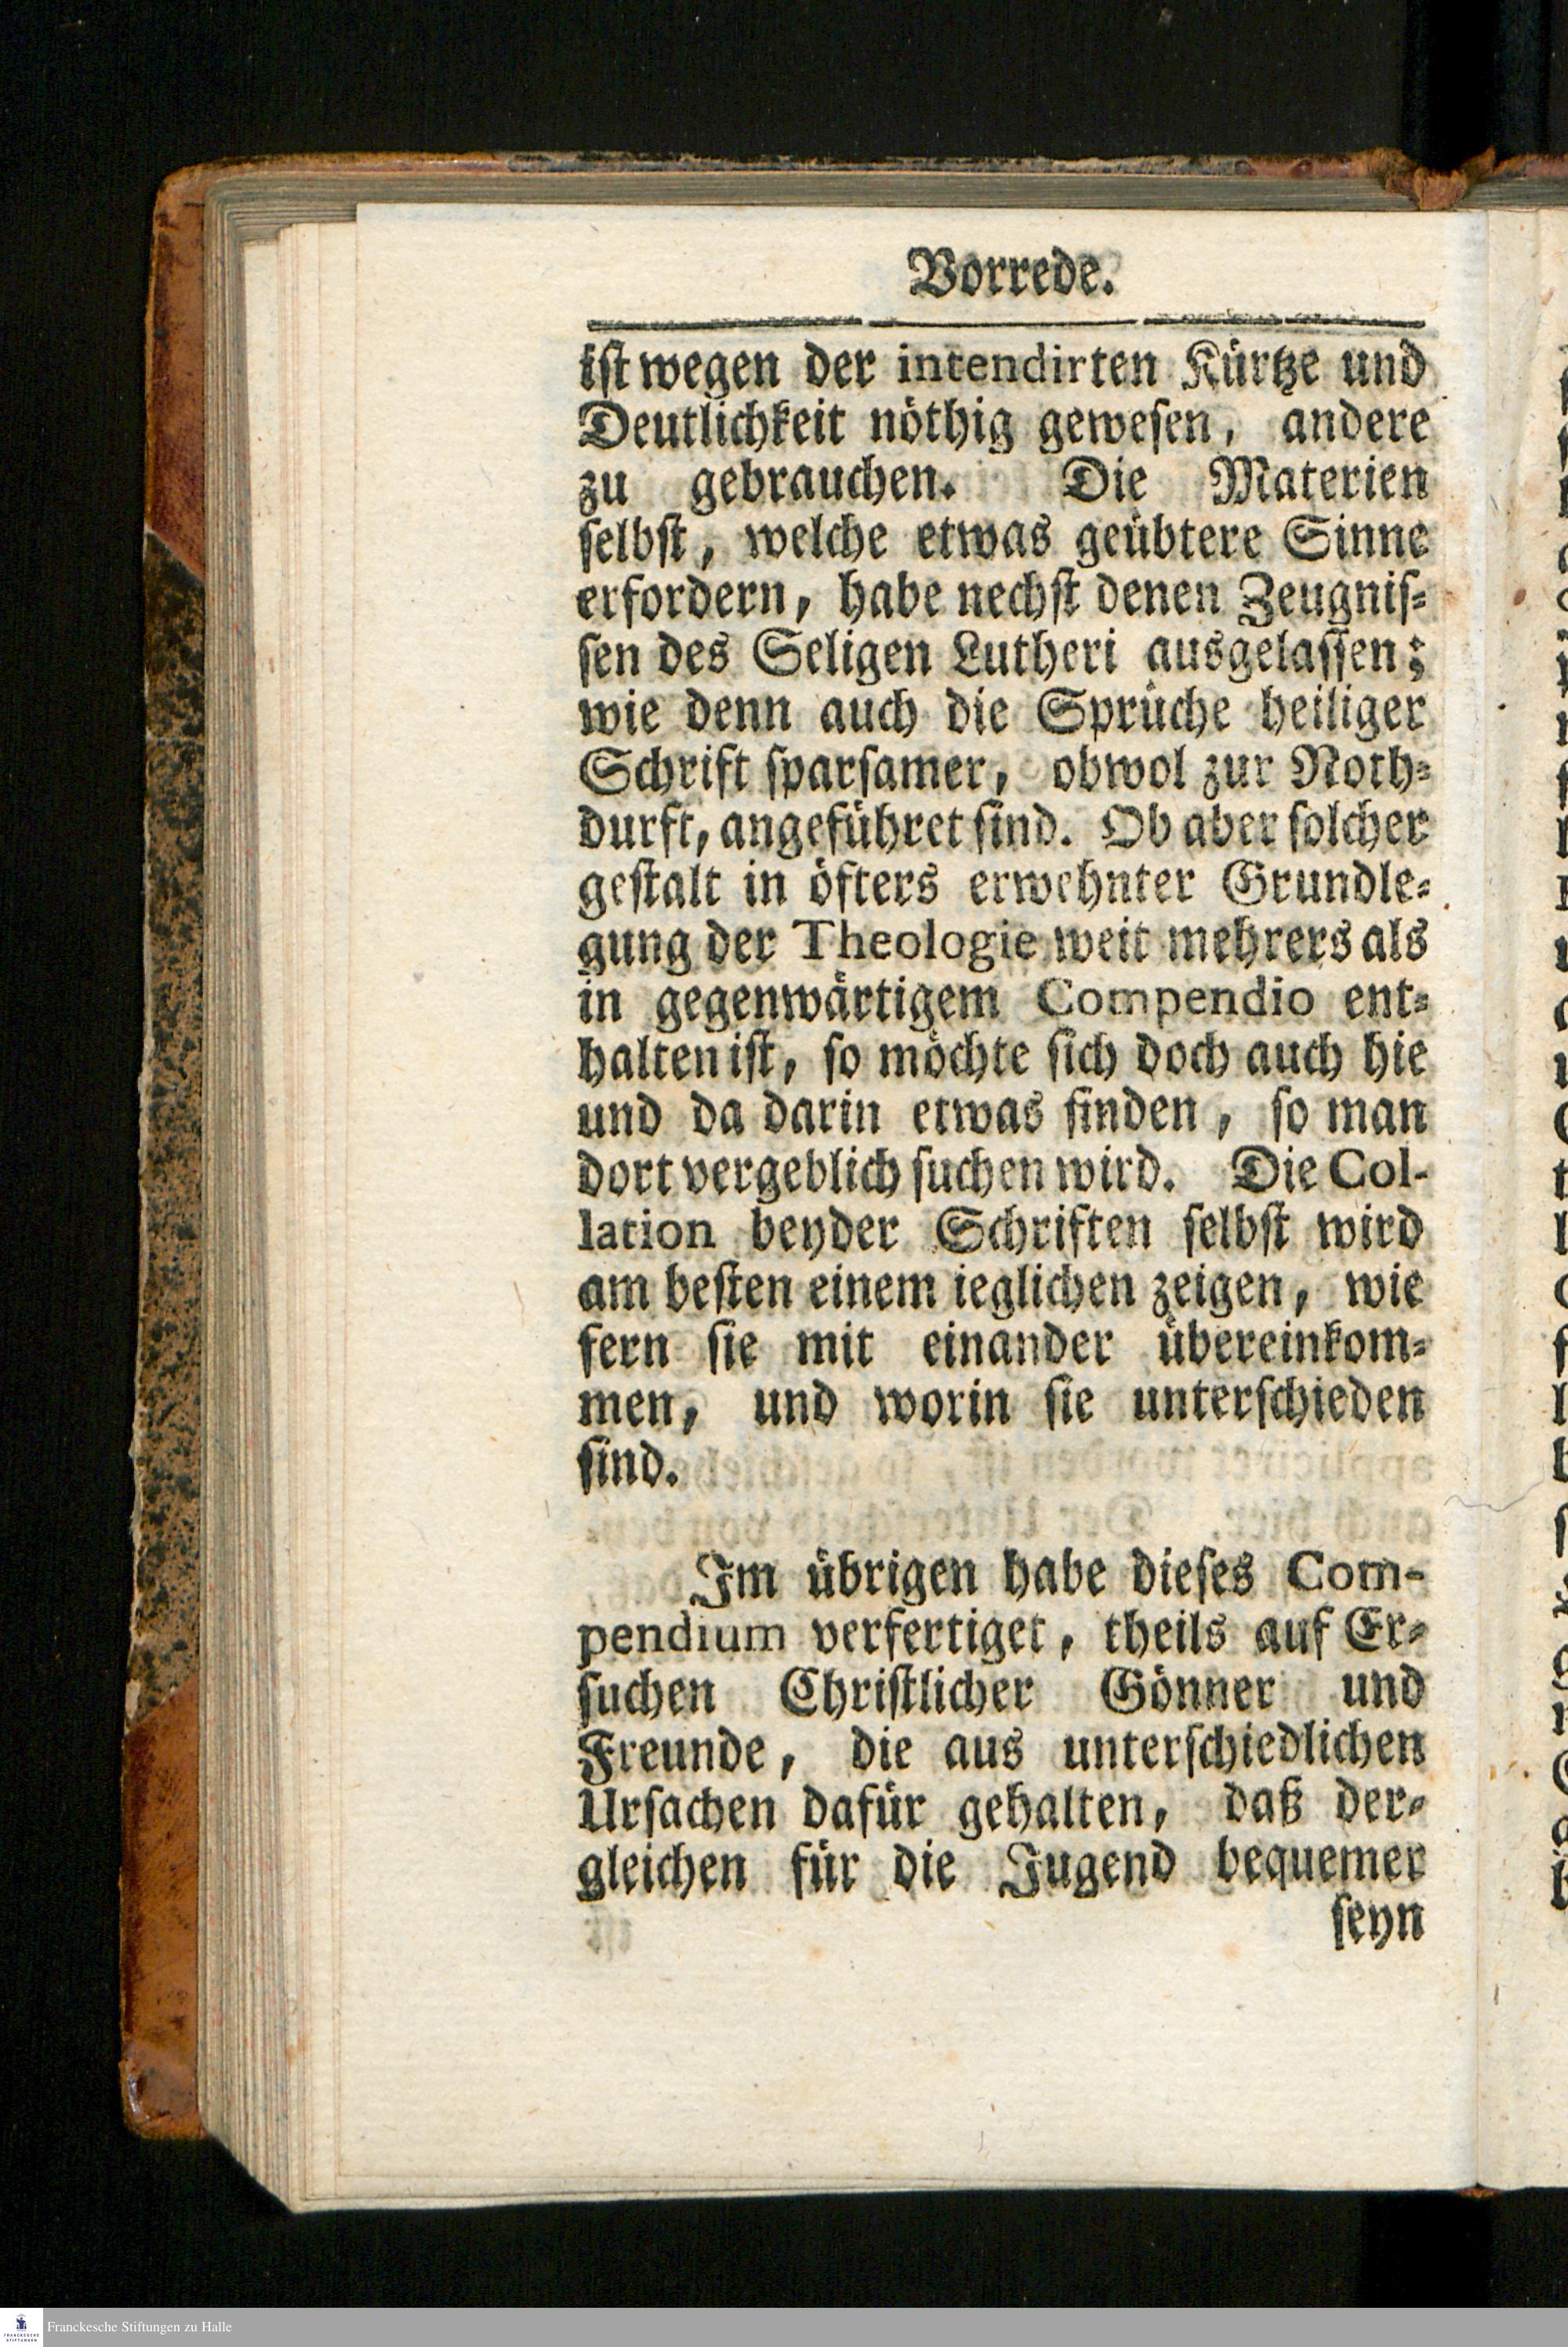 Vorrede.
ist wegen der intendirten Kürtze und
Deutlichkeit nöthig gewesen, andere
zu gebrauchen. Die Materien
selbst, welche etwas geübtere Sinne
erfordern, habe nechst denen Zeugnis-
sen des Seligen Lutheri ausgelassen;
wie denn auch die Sprüche heiliger
Schrift sparsamer, obwol zur Noth-
durft, angeführet sind. Ob aber solcher
gestalt in öfters erwehnter Grundle-
gung der Theologie weit mehrers als
in gegenwärtigem Compendio ent-
halten ist, so möchte sich doch auch hie
und da darin etwas finden, so man
dort vergeblich suchen wird. Die Col-
lation beyder Schriften selbst wird
am besten einem ieglichen zeigen, wie
fern sie mit einander übereinkom-
men, und worin sie unterschieden
sind.
Im übrigen habe dieses Com-
pendium verfertiget, theils auf Er-
suchen Christlicher Gönner und
Freunde, die aus unterschiedlichen
Ursachen dafür gehalten, daß der-
gleichen für die Jugend bequemer
seyn
Franckesche Stiftungen zu Halle